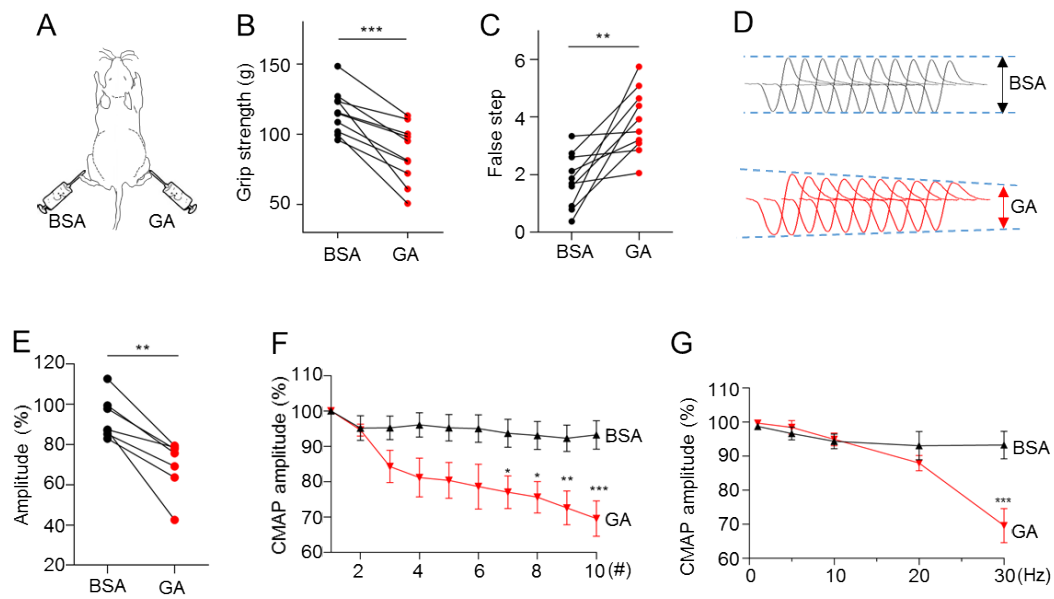 A
BSA
GA
B
***
Grip strength (g)
150
100
50
BSA
GA
C
**
False step
6
4
2
0
BSA
GA
D
BSA
GA
E
**
Amplitude (%)
120
100
80
60
40
20
BSA
GA
F
CMAP amplitude (%)
110
100
90
80
70
60
BSA
*
*
**
***
GA
2
4
6
8
10
(#)
G
CMAP amplitude (%)
110
100
90
80
70
60
BSA
***
GA
0
10
20
30
(Hz)